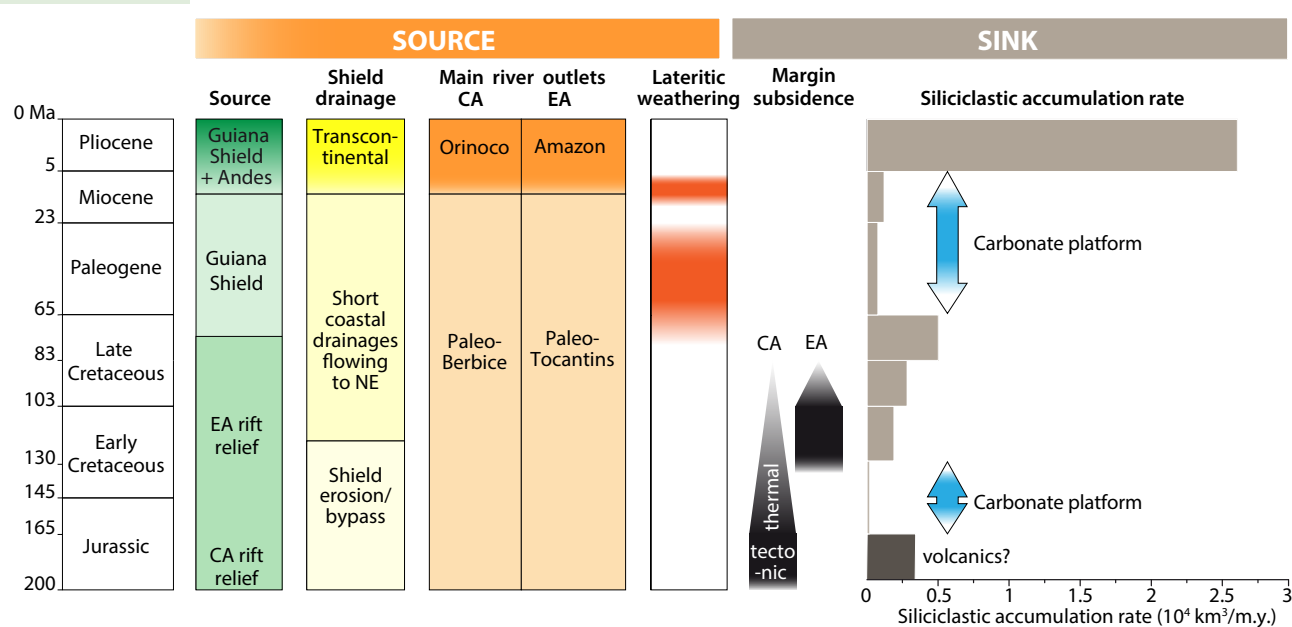 SOURCE
SINK
Source
Shield
drainage
Main river outlets
CA
EA
Lateritic
weathering
Margin
subsidence
Siliciclastic accumulation rate
0 Ma
5
23
65
83
103
130
145
165
200
Pliocene
Miocene
Paleogene
Late
Cretaceous
Early
Cretaceous
Jurassic
Guiana
Shield
+ Andes
Guiana
Shield
EA rift
relief
CA rift
relief
Transcon-
tinental
Short
coastal
drainages
flowing
to NE
Shield
erosion/
bypass
Orinoco
Amazon
Paleo-
Berbice
Paleo-
Tocantins
CA
EA
thermal
tecto
-nic
Carbonate platform
Carbonate platform
volcanics?
0
0.5
1
1.5
2
2.5
3
Siliciclastic accumulation rate (10⁴ km³/m.y.)